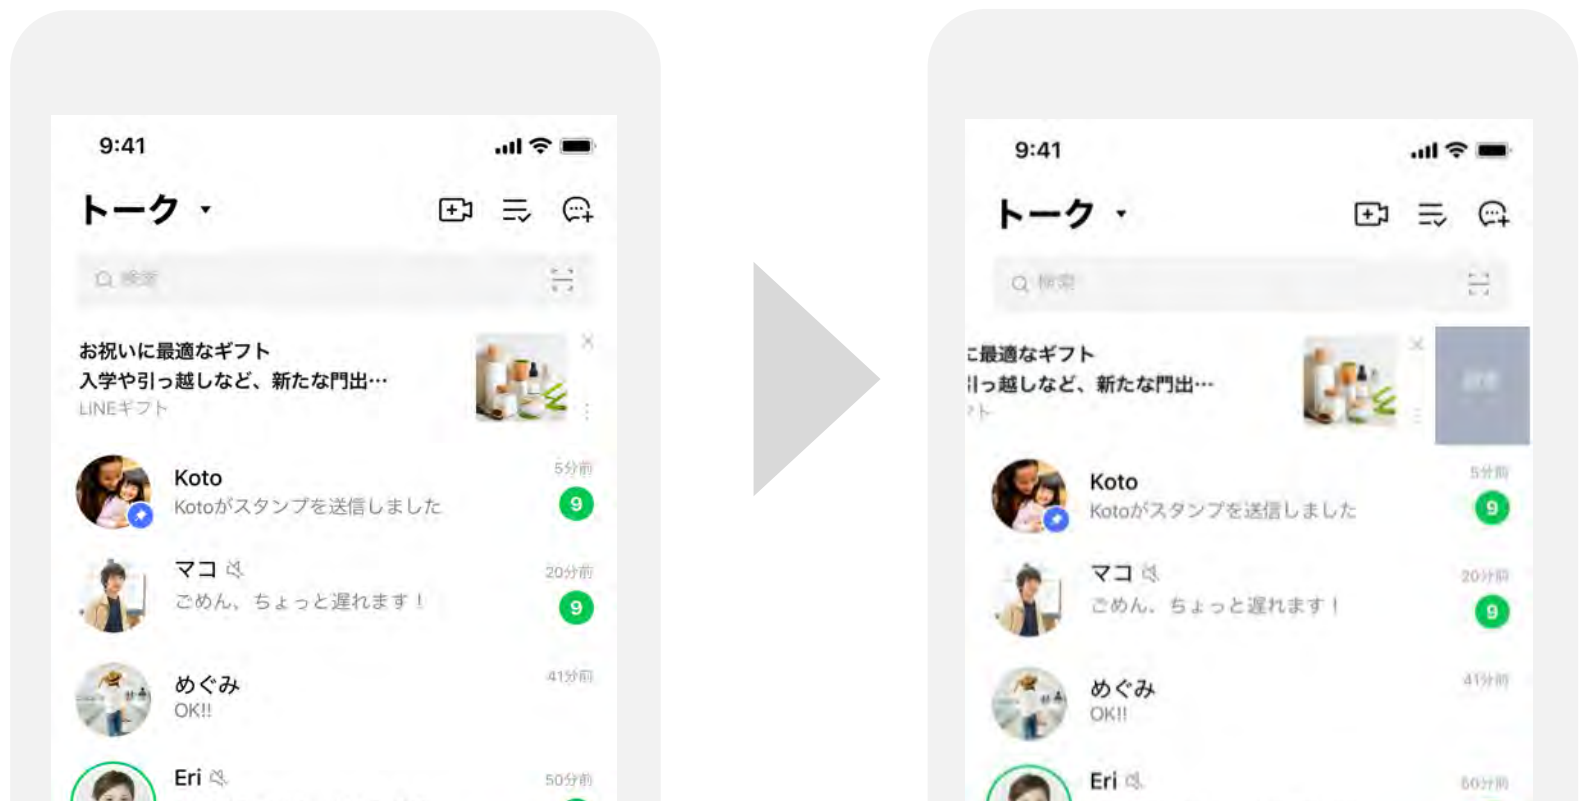 9:41
トーク
検索
お祝いに最適なギフト
入学や引っ越しなど、新たな門出…
LINEギフト
Koto
5分前
Kotoがスタンプを送信しました
9
マコ
20分前
ごめん、ちょっと遅れます！
9
めぐみ
41分前
OK!!
Eri
50分前
9:41
トーク
検索
に最適なギフト
引っ越しなど、新たな門出…
フト
Koto
5分前
Kotoがスタンプを送信しました
9
マコ
20分前
ごめん、ちょっと遅れます！
9
めぐみ
41分前
OK!!
Eri
50分前